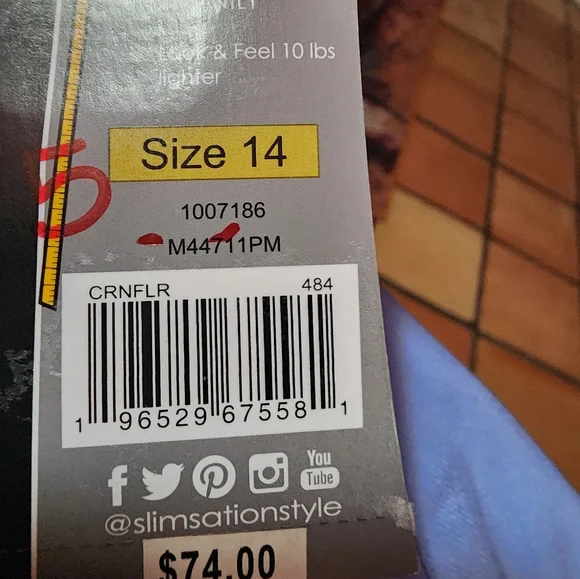 Look & Feel 10 lbs
lighter
5
Size 14
1007186
M44711PM
CRNFLR 484
1 96529 67558 1
f
You
Tube
@slimsationstyle
$74.00